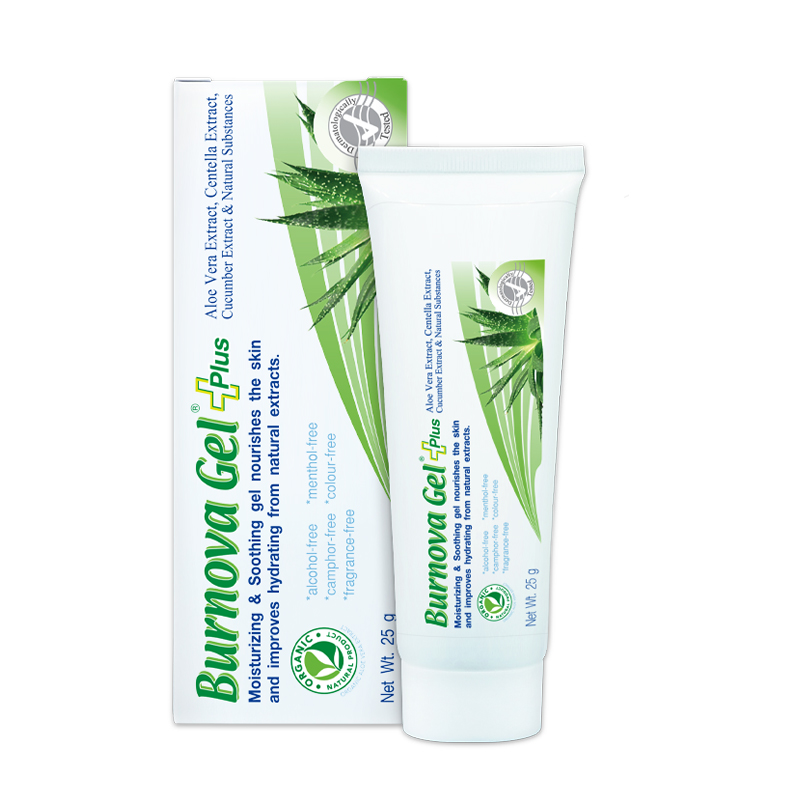 Burnova Gel® Plus
Aloe Vera Extract, Centella Extract,
Cucumber Extract & Natural Substances
Moisturizing & Soothing gel nourishes the skin
and improves hydrating from natural extracts.
*alcohol-free *menthol-free
*camphor-free *colour-free
*fragrance-free
Dermatologically Tested
ORGANIC
NATURAL PRODUCT
Net Wt. 25 g
Burnova Gel® Plus
Aloe Vera Extract, Centella Extract,
Cucumber Extract & Natural Substances
Moisturizing & Soothing gel nourishes the skin
and improves hydrating from natural extracts.
*alcohol-free *menthol-free
*camphor-free *colour-free
*fragrance-free
ORGANIC
NATURAL PRODUCT
Net Wt. 25 g